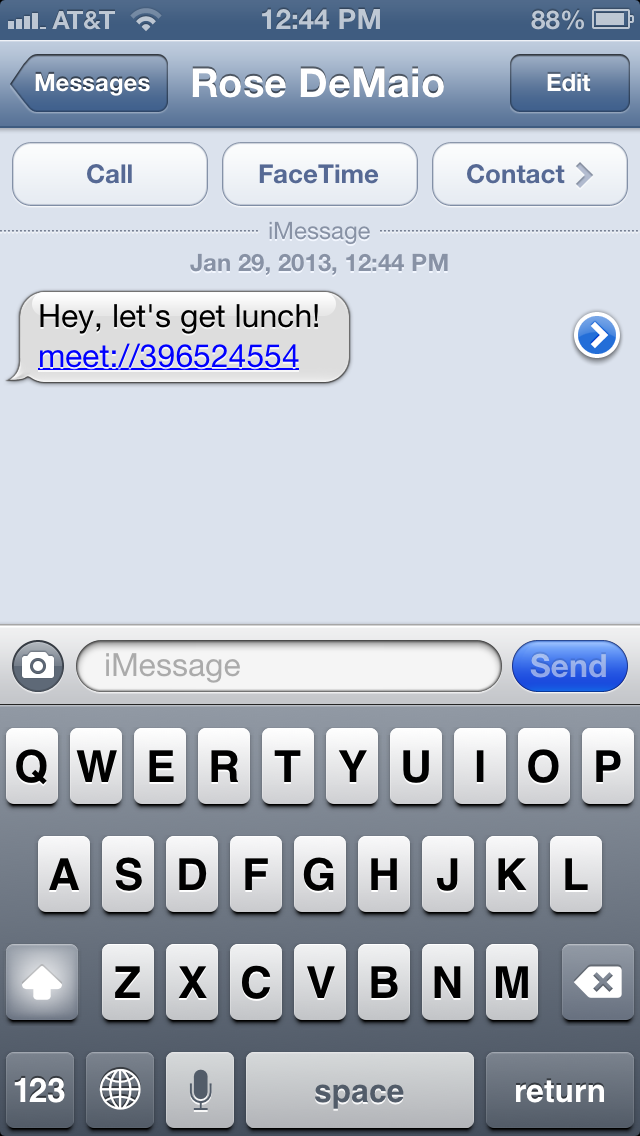 AT&T 12:44 PM 88%
Messages Rose DeMaio Edit
Call FaceTime Contact
iMessage
Jan 29, 2013, 12:44 PM
Hey, let's get lunch!
meet://396524554
iMessage Send
Q W E R T Y U I O P
A S D F G H J K L
Z X C V B N M
123 space return